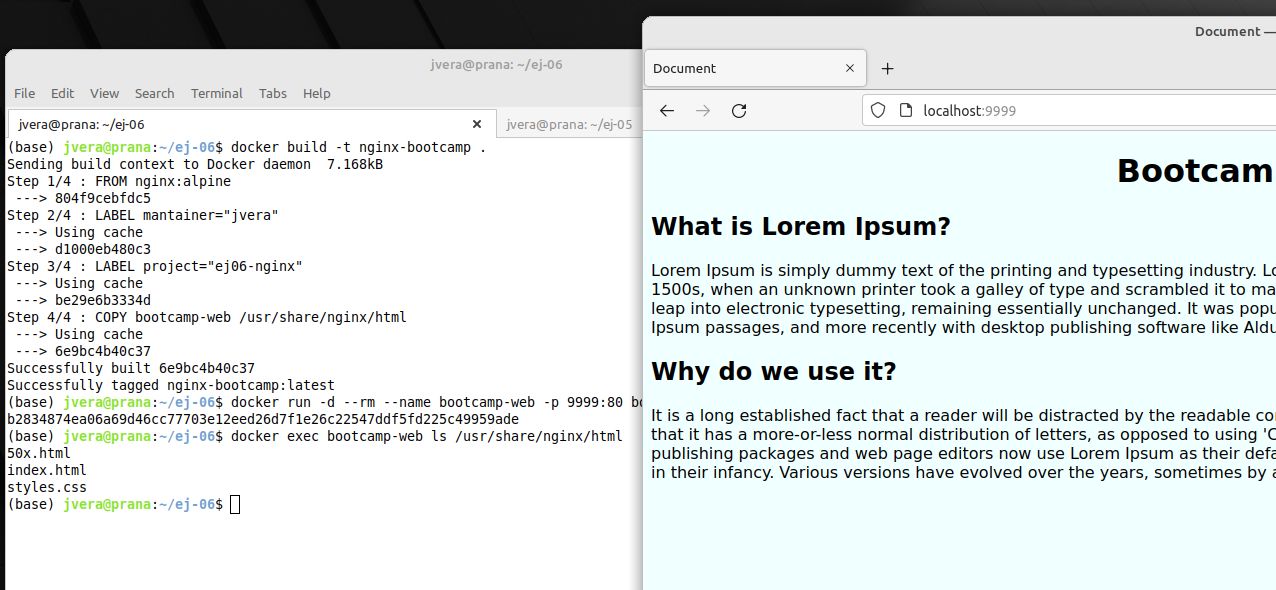 jvera@prana: ~/ej-06
File Edit View Search Terminal Tabs Help
jvera@prana: ~/ej-06 × jvera@prana: ~/ej-05
(base) jvera@prana:~/ej-06$ docker build -t nginx-bootcamp .
Sending build context to Docker daemon  7.168kB
Step 1/4 : FROM nginx:alpine
 ---> 804f9cebfdc5
Step 2/4 : LABEL mantainer="jvera"
 ---> Using cache
 ---> d1000eb480c3
Step 3/4 : LABEL project="ej06-nginx"
 ---> Using cache
 ---> be29e6b3334d
Step 4/4 : COPY bootcamp-web /usr/share/nginx/html
 ---> Using cache
 ---> 6e9bc4b40c37
Successfully built 6e9bc4b40c37
Successfully tagged nginx-bootcamp:latest
(base) jvera@prana:~/ej-06$ docker run -d --rm --name bootcamp-web -p 9999:80
b2834874ea06d69d46cc77703e12eed26d7f1e26c22547ddf5fd225c49959ade
(base) jvera@prana:~/ej-06$ docker exec bootcamp-web ls /usr/share/nginx/html
50x.html
index.html
styles.css
(base) jvera@prana:~/ej-06$
Document —
Document
localhost:9999
Bootcam
What is Lorem Ipsum?
Lorem Ipsum is simply dummy text of the printing and typesetting industry.
1500s, when an unknown printer took a galley of type and scrambled it to
leap into electronic typesetting, remaining essentially unchanged. It was
Ipsum passages, and more recently with desktop publishing software like
Why do we use it?
It is a long established fact that a reader will be distracted by the readable
that it has a more-or-less normal distribution of letters, as opposed to using
publishing packages and web page editors now use Lorem Ipsum as their
in their infancy. Various versions have evolved over the years, sometimes by